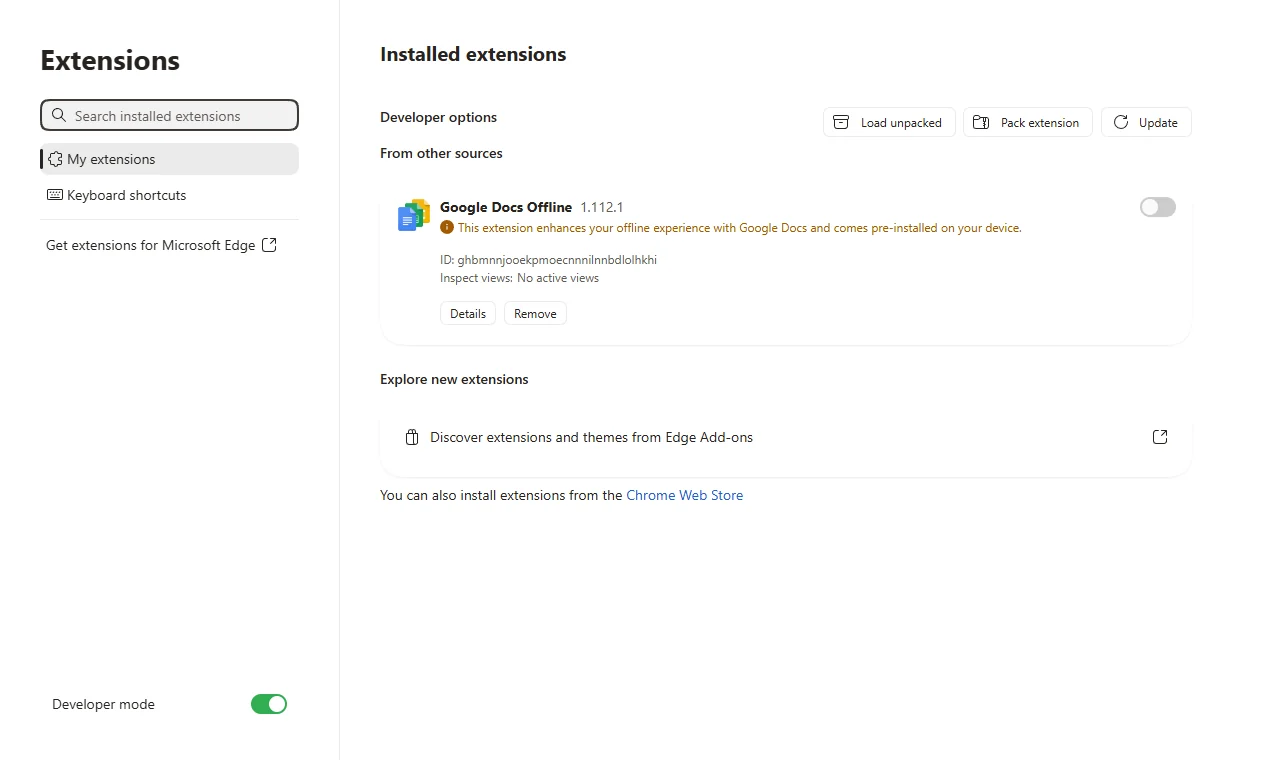 Extensions
Search installed extensions
My extensions
Keyboard shortcuts
Get extensions for Microsoft Edge
Developer mode
Installed extensions
Developer options
Load unpacked
Pack extension
Update
From other sources
Google Docs Offline 1.112.1
This extension enhances your offline experience with Google Docs and comes pre-installed on your device.
ID: ghbmnnjooekpmoecnnnilnnbdlolhkhi
Inspect views: No active views
Details
Remove
Explore new extensions
Discover extensions and themes from Edge Add-ons
You can also install extensions from the Chrome Web Store